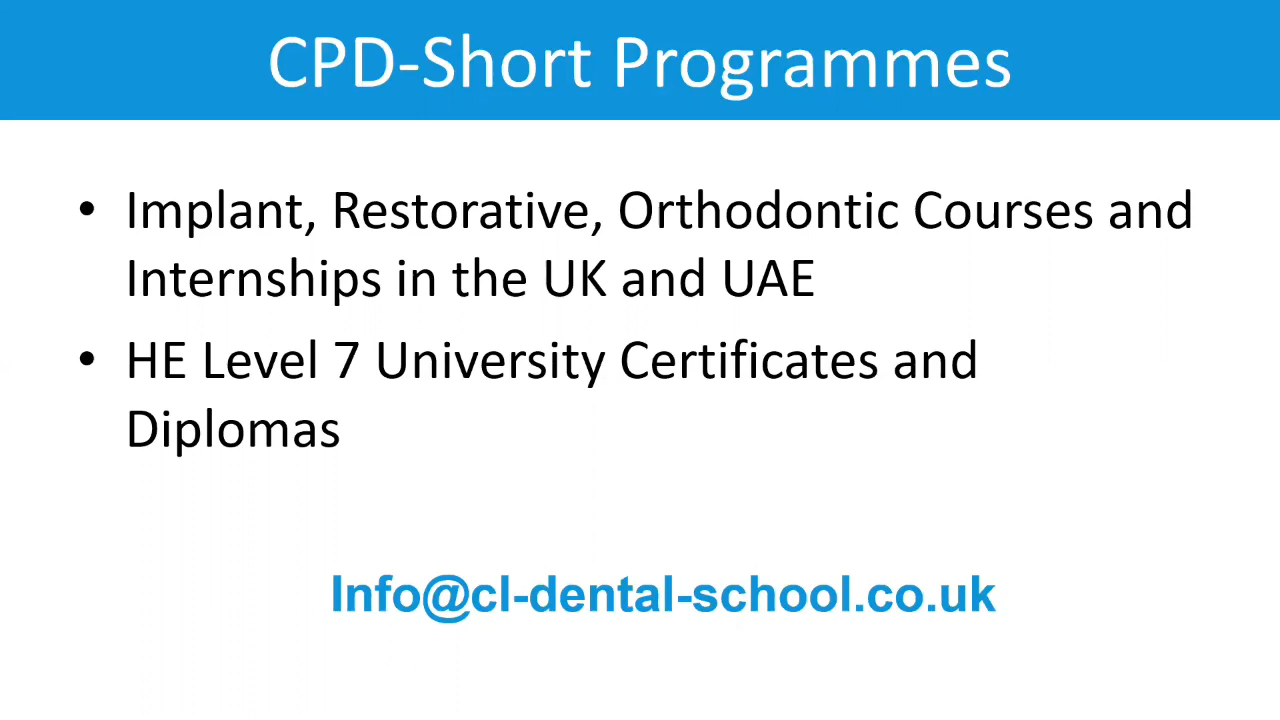 CPD-Short Programmes
• Implant, Restorative, Orthodontic Courses and
Internships in the UK and UAE
• HE Level 7 University Certificates and
Diplomas
Info@cl-dental-school.co.uk